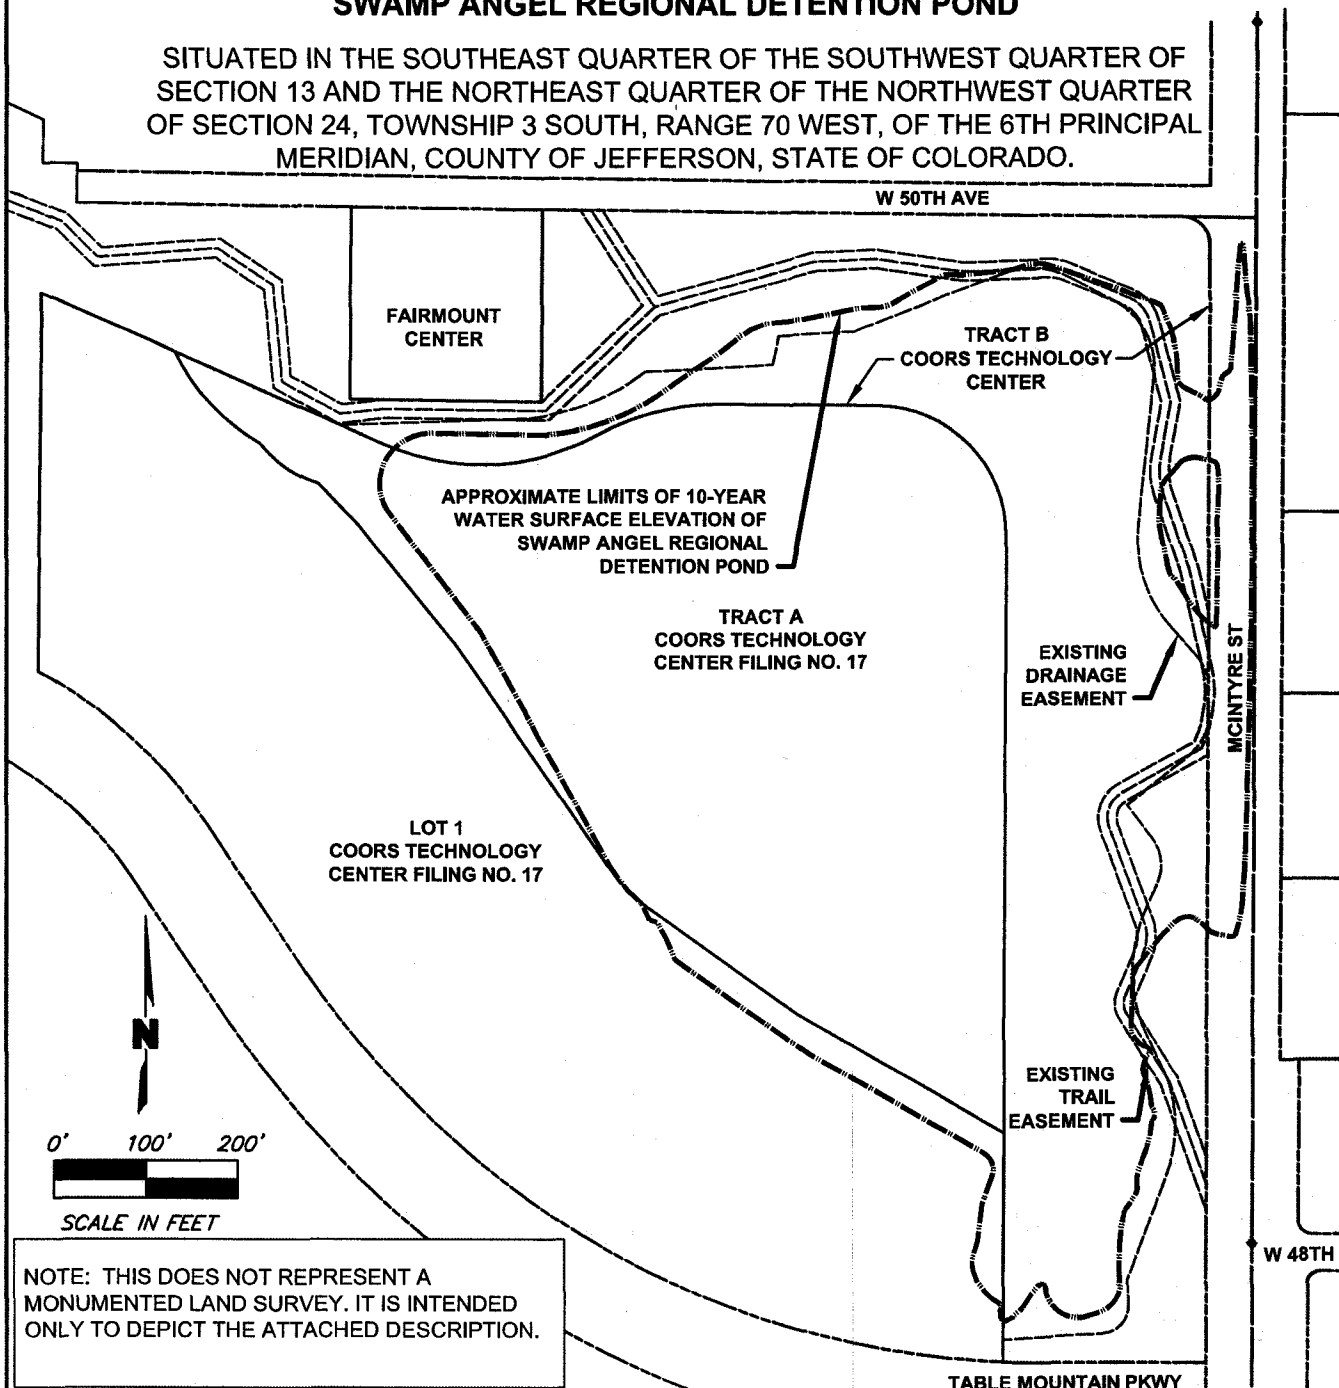 SWAMP ANGEL REGIONAL DETENTION POND
SITUATED IN THE SOUTHEAST QUARTER OF THE SOUTHWEST QUARTER OF
SECTION 13 AND THE NORTHEAST QUARTER OF THE NORTHWEST QUARTER
OF SECTION 24, TOWNSHIP 3 SOUTH, RANGE 70 WEST, OF THE 6TH PRINCIPAL
MERIDIAN, COUNTY OF JEFFERSON, STATE OF COLORADO.
W 50TH AVE
FAIRMOUNT
CENTER
TRACT B
COORS TECHNOLOGY
CENTER
APPROXIMATE LIMITS OF 10-YEAR
WATER SURFACE ELEVATION OF
SWAMP ANGEL REGIONAL
DETENTION POND
TRACT A
COORS TECHNOLOGY
CENTER FILING NO. 17
EXISTING
DRAINAGE
EASEMENT
MCINTYRE ST
LOT 1
COORS TECHNOLOGY
CENTER FILING NO. 17
N
EXISTING
TRAIL
EASEMENT
0' 100' 200'
SCALE IN FEET
W 48TH
NOTE: THIS DOES NOT REPRESENT A
MONUMENTED LAND SURVEY. IT IS INTENDED
ONLY TO DEPICT THE ATTACHED DESCRIPTION.
TABLE MOUNTAIN PKWY